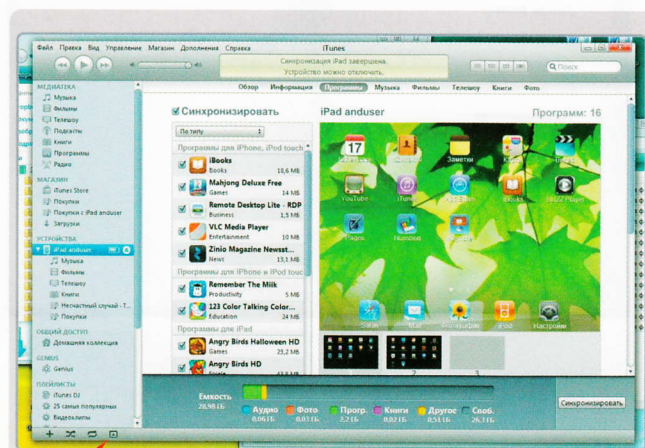 Файл Правка Вид Управление Магазин Дополнения Справка
iTunes
Синхронизация iPad завершена.
Устройство можно отключить.
Поиск
Обзор Информация Программы Музыка Фильмы Телешоу Книги Фото
МЕДИАТЕКА
Музыка
Фильмы
Телешоу
Подкасты
Книги
Программы
Радио
МАГАЗИН
iTunes Store
Покупки
Покупки с iPad anduser
Загрузки
УСТРОЙСТВА
iPad anduser
Музыка
Фильмы
Телешоу
Книги
Несчастный случай - Т...
Покупки
ОБЩИЙ ДОСТУП
Домашняя коллекция
GENIUS
Genius
ПЛЕЙЛИСТЫ
iTunes DJ
25 самых популярных
Видеоклипы
Синхронизировать
По типу
Программы для iPhone, iPod touch
iBooks
Books 18,6 МБ
Mahjong Deluxe Free
Games 14 МБ
Remote Desktop Lite - RDP
Business 1,5 МБ
VLC Media Player
Entertainment 10 МБ
Zinio Magazine Newsst...
News 13,1 МБ
Программы для iPhone и iPod touc
Remember The Milk
Productivity 5 МБ
123 Color Talking Color...
Education 24 МБ
Программы для iPad
Angry Birds Halloween HD
Games 23,2 МБ
Angry Birds HD
iPad anduser
Программ: 16
17
Заметки
YouTube
iBooks
Настройки
2
3
Емкость
28,98 ГБ
Аудио
0,06 ГБ
Фото
0,03 ГБ
Прогр.
2,2 ГБ
Книги
0,02 ГБ
Другое
0,51 ГБ
Своб.
26,1 ГБ
Синхронизировать